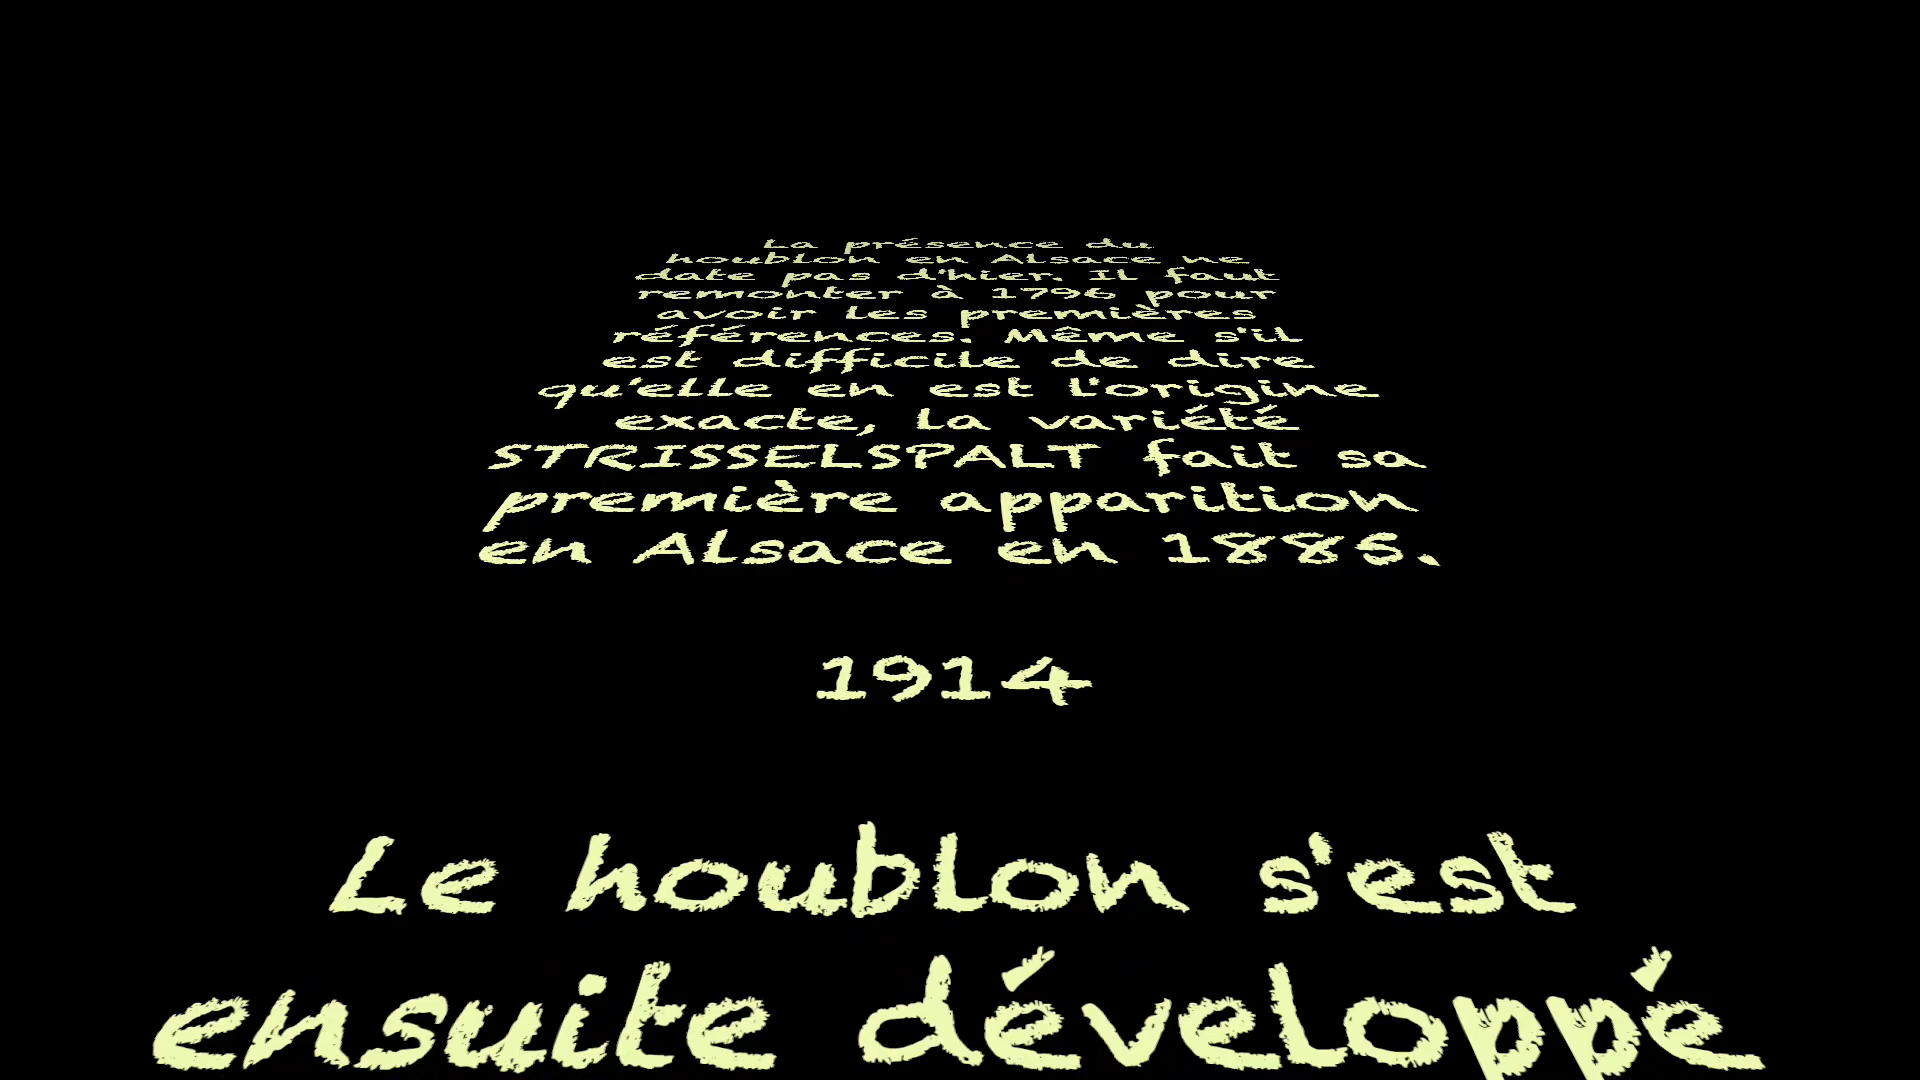 La présence du
houblon en Alsace ne
date pas d'hier. Il faut
remonter à 1796 pour
avoir les premières
références. Même s'il
est difficile de dire
qu'elle en est l'origine
exacte, la variété
STRISSELSPALT fait sa
première apparition
en Alsace en 1885.
1914
Le houblon s'est
ensuite développé